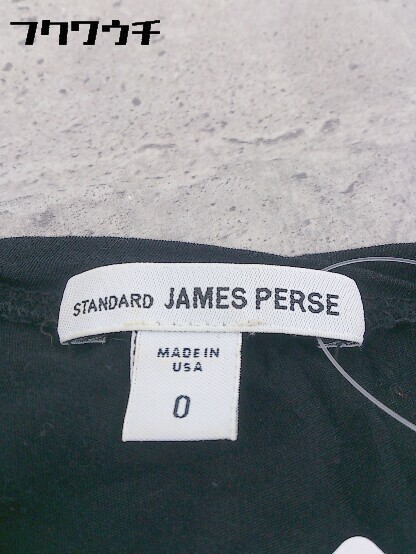 フクワウチ
STANDARD JAMES PERSE
MADE IN
USA
0